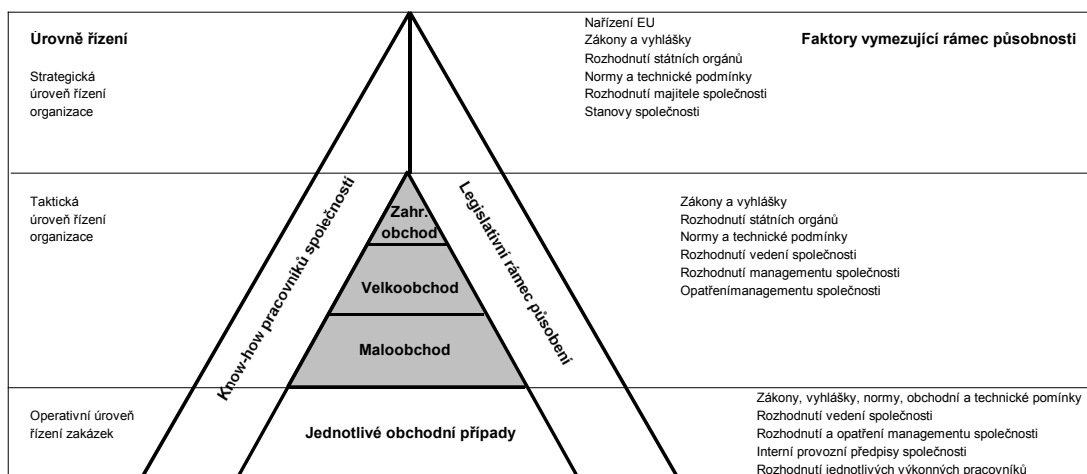 Úrovně řízení
Faktory vymezující rámec působnosti
Strategická
úroveň řízení
organizace
Nařízení EU
Zákony a vyhlášky
Rozhodnutí státních orgánů
Normy a technické podmínky
Rozhodnutí majitele společnosti
Stanovy společnosti
Taktická
úroveň řízení
organizace
Know-how pracovníků společnosti
Zahr.
obchod
Velkoobchod
Maloobchod
Legislativní rámec působení
Zákony a vyhlášky
Rozhodnutí státních orgánů
Normy a technické podmínky
Rozhodnutí vedení společnosti
Rozhodnutí managementu společnosti
Opatřenímanagementu společnosti
Operativní úroveň
řízení zakázek
Jednotlivé obchodní případy
Zákony, vyhlášky, normy, obchodní a technické pomínky
Rozhodnutí vedení společnosti
Rozhodnutí a opatření managementu společnosti
Interní provozní předpisy společnosti
Rozhodnutí jednotlivých výkonných pracovníků